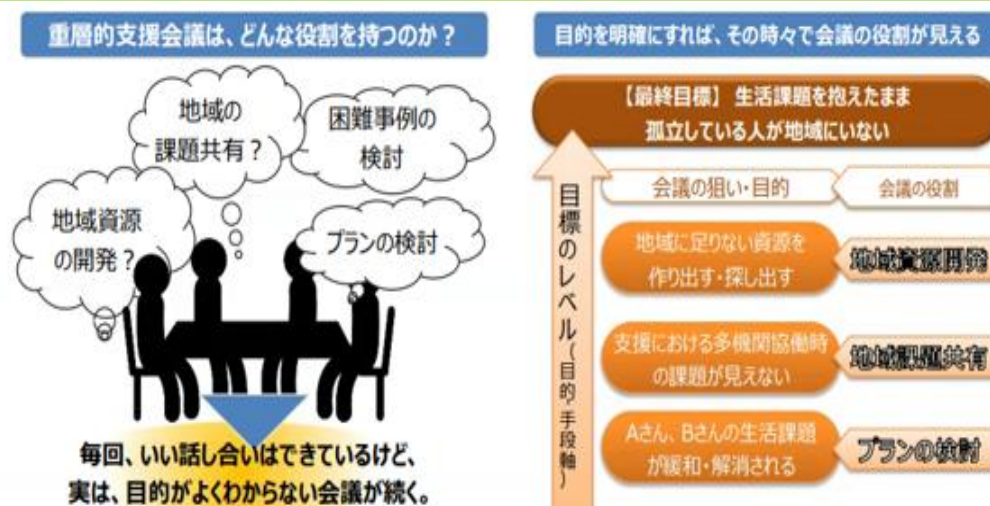 重層的支援会議は、どんな役割を持つのか？
地域の
課題共有？
困難事例の
検討
地域資源
の開発？
プランの検討
毎回、いい話し合いはできているけど、
実は、目的がよくわからない会議が続く。
目的を明確にすれば、その時々で会議の役割が見える
【最終目標】 生活課題を抱えたまま
孤立している人が地域にいない
目標のレベル（目的・手段軸）
会議の狙い・目的
会議の役割
地域に足りない資源を
作り出す・探し出す
地域資源開発
支援における多機関協働時
の課題が見えない
地域課題共有
Aさん、Bさんの生活課題
が緩和・解消される
プランの検討